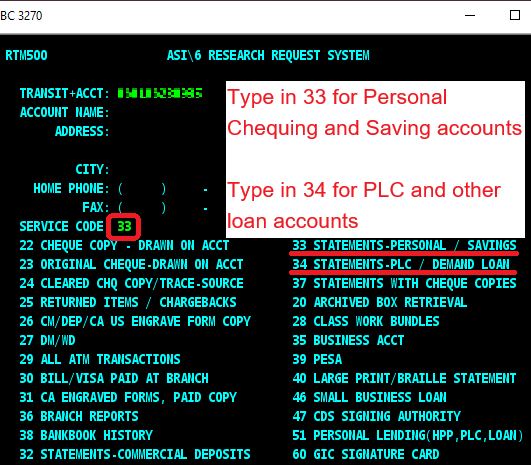 BC 3270
RTM500 ASI\6 RESEARCH REQUEST SYSTEM
TRANSIT+ACCT:
ACCOUNT NAME:
ADDRESS:
CITY:
HOME PHONE: ( ) -
FAX: ( ) -
Type in 33 for Personal
Chequing and Saving accounts
Type in 34 for PLC and other
loan accounts
SERVICE CODE 33
22 CHEQUE COPY - DRAWN ON ACCT 33 STATEMENTS-PERSONAL / SAVINGS
23 ORIGINAL CHEQUE-DRAWN ON ACCT 34 STATEMENTS-PLC / DEMAND LOAN
24 CLEARED CHQ COPY/TRACE-SOURCE 37 STATEMENTS WITH CHEQUE COPIES
25 RETURNED ITEMS / CHARGEBACKS 20 ARCHIVED BOX RETRIEVAL
26 CM/DEP/CA US ENGRAVE FORM COPY 28 CLASS WORK BUNDLES
27 DM/WD 35 BUSINESS ACCT
29 ALL ATM TRANSACTIONS 39 PESA
30 BILL/VISA PAID AT BRANCH 40 LARGE PRINT/BRAILLE STATEMENT
31 CA ENGRAVED FORMS, PAID COPY 46 SMALL BUSINESS LOAN
36 BRANCH REPORTS 47 CDS SIGNING AUTHORITY
38 BANKBOOK HISTORY 51 PERSONAL LENDING(HPP,PLC,LOAN)
32 STATEMENTS-COMMERCIAL DEPOSITS 60 GIC SIGNATURE CARD